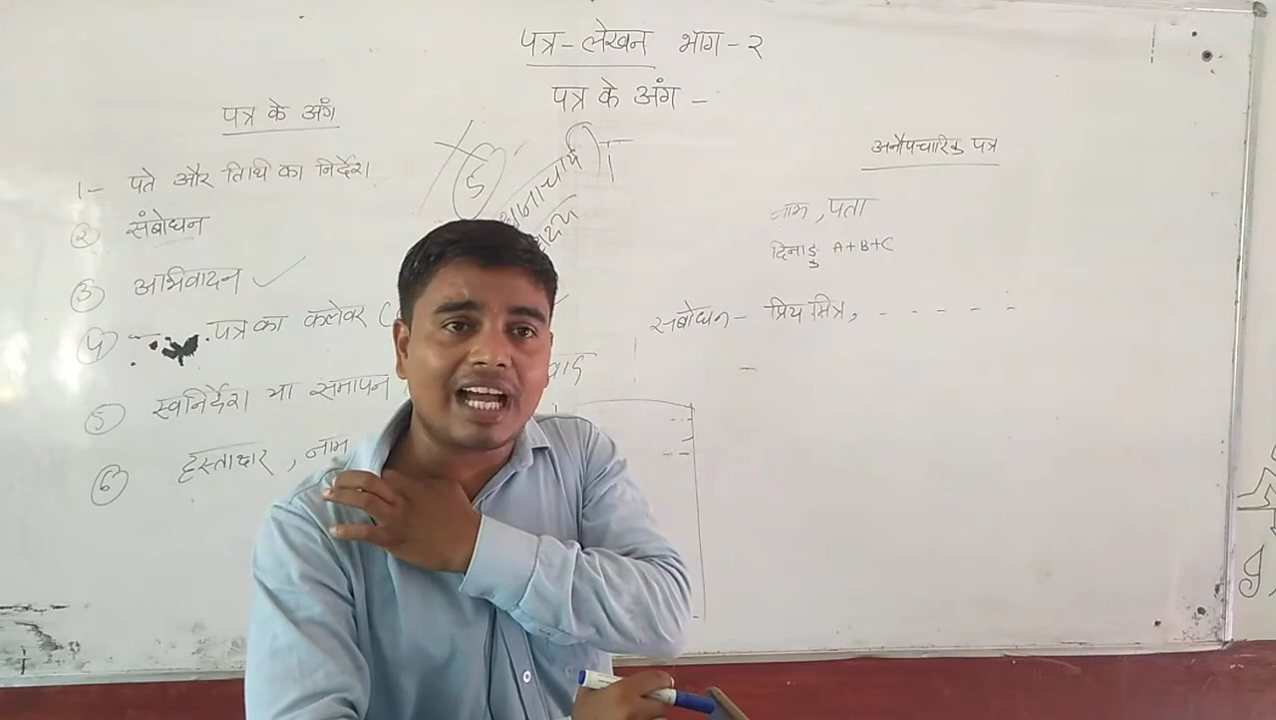 पत्र-लेखन भाग-२
पत्र के अंग -
पत्र के अंग
१- पते और तिथि का निर्देश
२ संबोधन
३ अभिवादन ✓
४ पत्र का कलेवर (
५ स्वनिर्देश या समापन
६ हस्ताक्षर, नाम
अनौपचारिक पत्र
नाम, पता
दिनाङ्क A+B+C
संबोधन - प्रिय मित्र, - - - - -